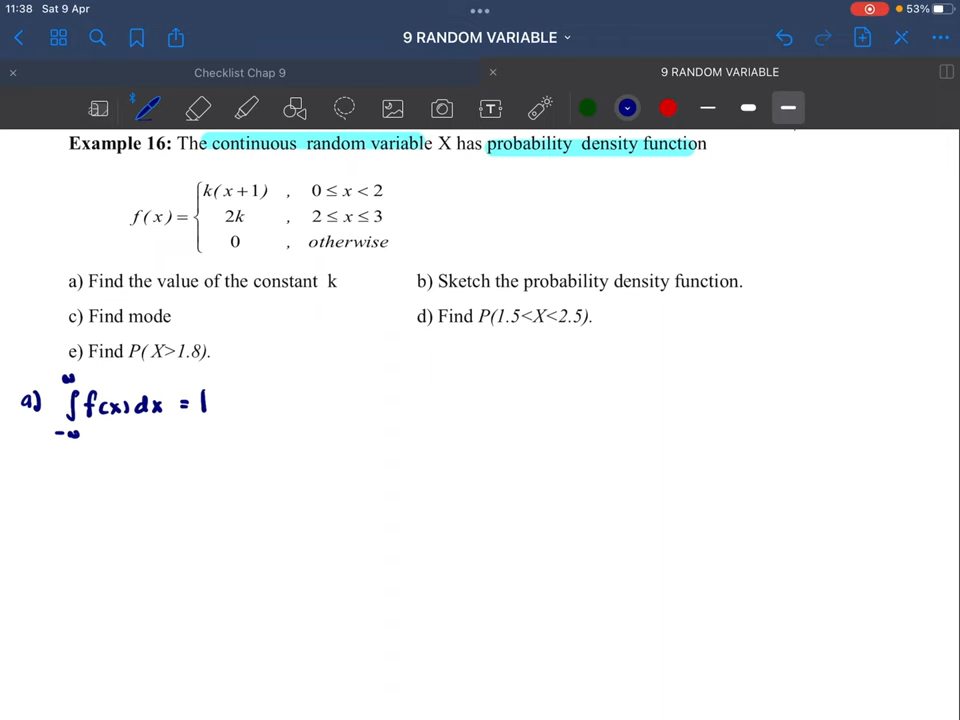 11:38 Sat 9 Apr
53%
9 RANDOM VARIABLE
Checklist Chap 9
9 RANDOM VARIABLE
Example 16: The continuous random variable X has probability density function
k(x+1) , 0 ≤ x < 2
f(x) = { 2k , 2 ≤ x ≤ 3
0 , otherwise
a) Find the value of the constant k
b) Sketch the probability density function.
c) Find mode
d) Find P(1.5<X<2.5).
e) Find P( X>1.8).
a) ∫_{-∞}^{∞} f(x) dx = 1